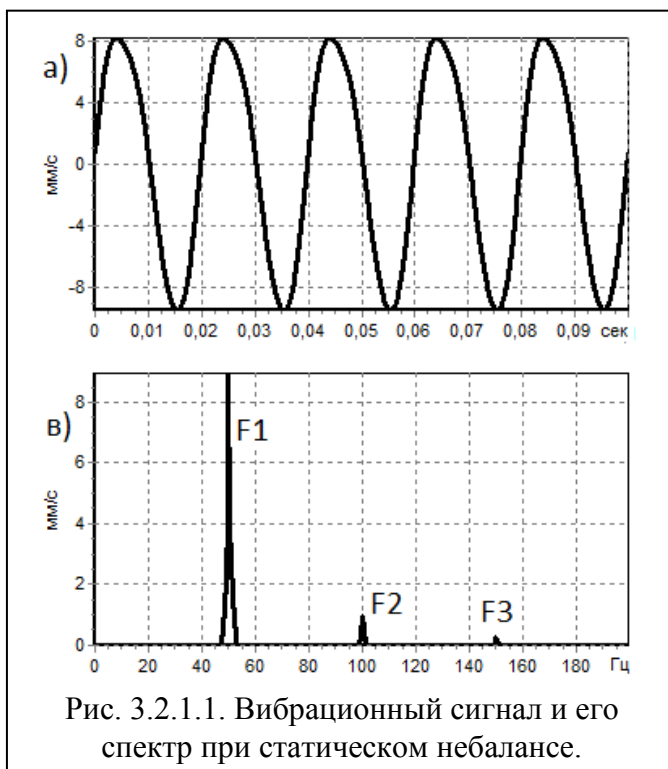 а)
8
4
0
-4
-8
мм/с
0 0,01 0,02 0,03 0,04 0,05 0,06 0,07 0,08 0,09 сек
в)
8
6
4
2
0
мм/с
F1
F2
F3
0 20 40 60 80 100 120 140 160 180 Гц
Рис. 3.2.1.1. Вибрационный сигнал и его
спектр при статическом небалансе.